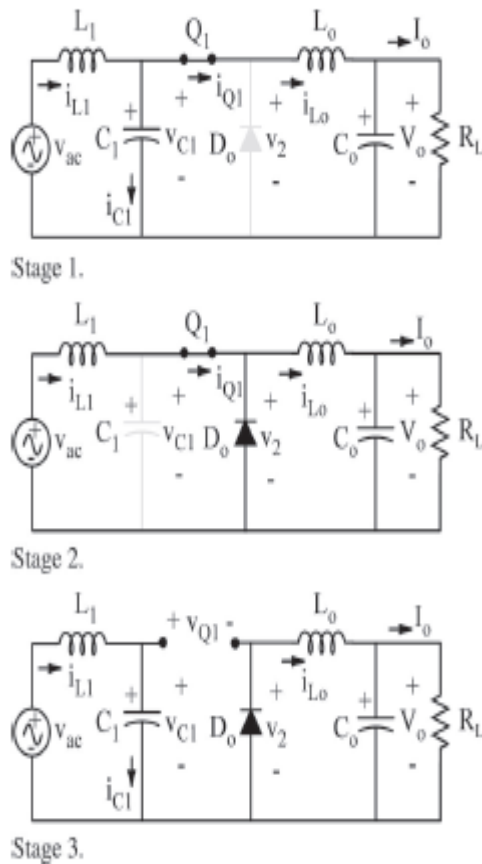 L1 Q1 Lo Io
iL1 + + iQ1 + iLo + +
vac C1 vC1 Do v2 Co Vo RL
- - -
iC1
Stage 1.
L1 Q1 Lo Io
iL1 + + iQ1 + iLo + +
vac C1 vC1 Do v2 Co Vo RL
- - -
Stage 2.
L1 + vQ1 - Lo Io
iL1 + + + iLo + +
vac C1 vC1 Do v2 Co Vo RL
- - -
iC1
Stage 3.